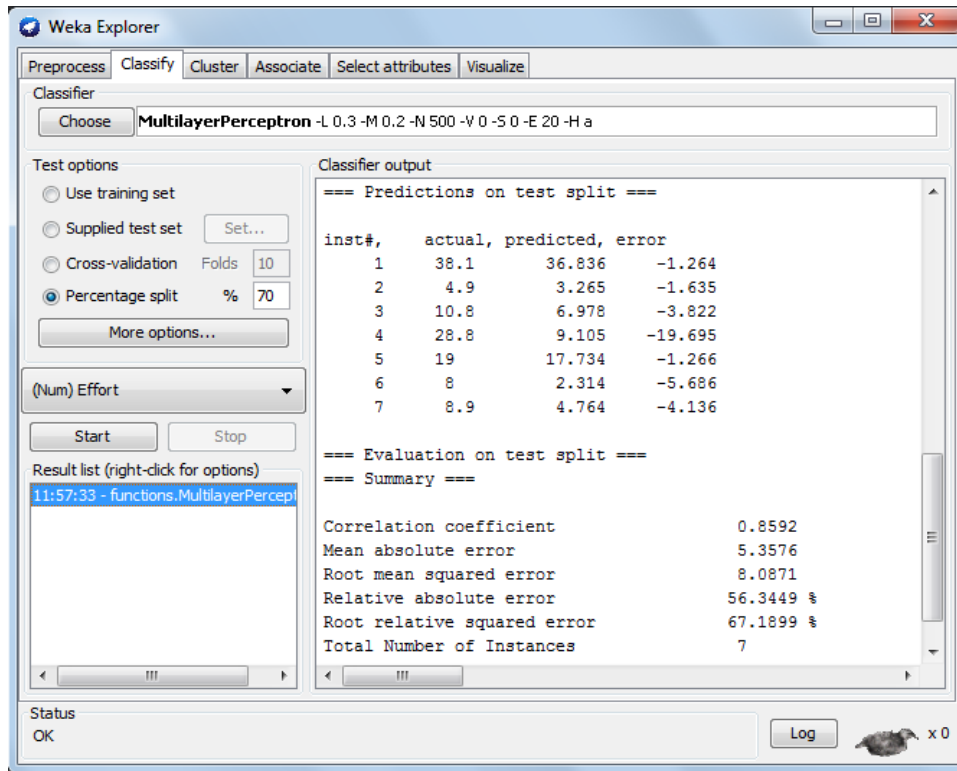 Weka Explorer
Preprocess Classify Cluster Associate Select attributes Visualize
Classifier
Choose MultilayerPerceptron -L 0.3 -M 0.2 -N 500 -V 0 -S 0 -E 20 -H a
Test options
Use training set
Supplied test set Set...
Cross-validation Folds 10
Percentage split % 70
More options...
(Num) Effort
Start Stop
Result list (right-click for options)
11:57:33 - functions.MultilayerPercept
Classifier output
=== Predictions on test split ===
inst#, actual, predicted, error
1 38.1 36.836 -1.264
2 4.9 3.265 -1.635
3 10.8 6.978 -3.822
4 28.8 9.105 -19.695
5 19 17.734 -1.266
6 8 2.314 -5.686
7 8.9 4.764 -4.136
=== Evaluation on test split ===
=== Summary ===
Correlation coefficient 0.8592
Mean absolute error 5.3576
Root mean squared error 8.0871
Relative absolute error 56.3449 %
Root relative squared error 67.1899 %
Total Number of Instances 7
Status
OK
Log x 0